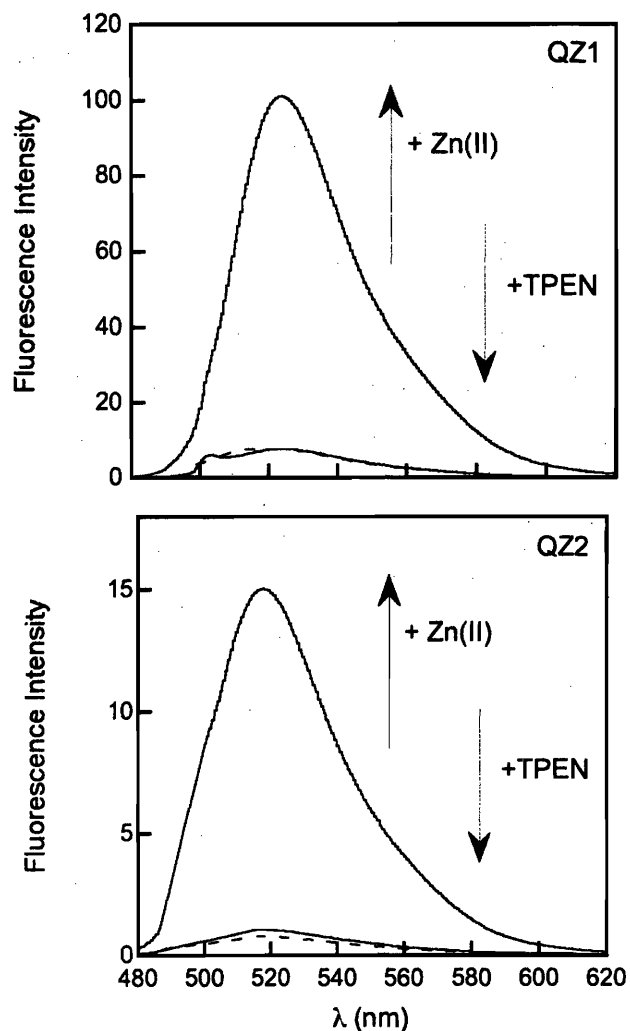 120
QZ1
100
+ Zn(II)
80
60
+TPEN
40
20
0
Fluorescence Intensity
QZ2
15
+ Zn(II)
10
+TPEN
5
0
Fluorescence Intensity
480 500 520 540 560 580 600 620
λ (nm)